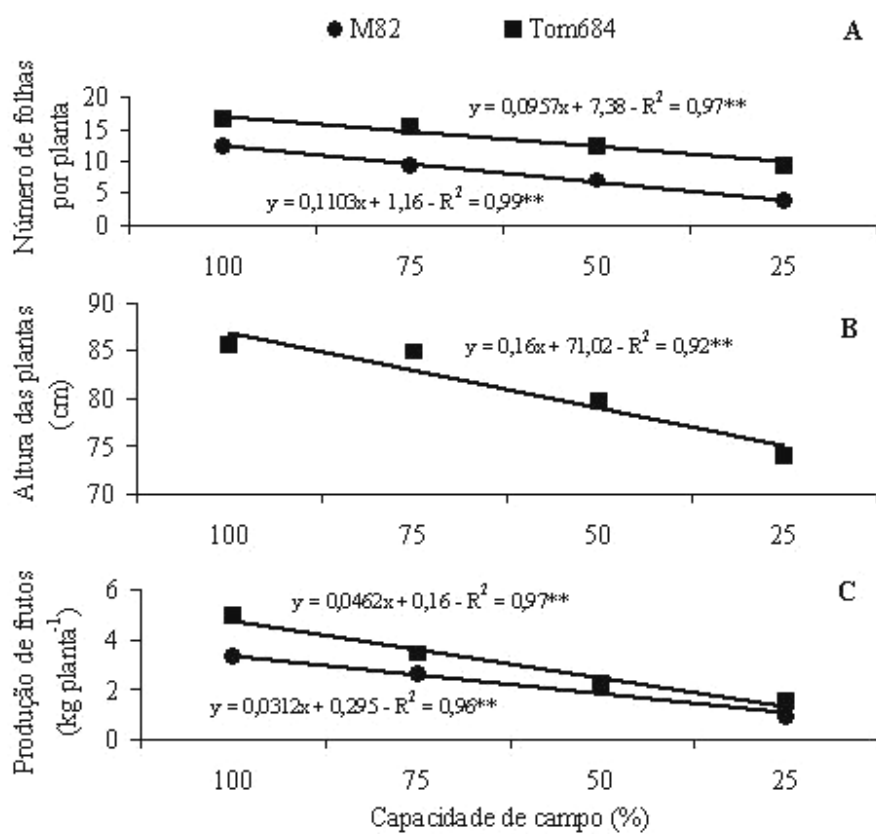 M82 Tom684 A
Número de folhas
por planta
20
15
10
5
0
y = 0,0957x + 7,38 - R² = 0,97**
y = 0,1103x + 1,16 - R² = 0,99**
100 75 50 25
B
Altura das plantas
(cm)
90
85
80
75
70
y = 0,16x + 71,02 - R² = 0,92**
100 75 50 25
C
Produção de frutos
(kg planta⁻¹)
6
4
2
0
y = 0,0462x + 0,16 - R² = 0,97**
y = 0,0312x + 0,295 - R² = 0,96**
100 75 50 25
Capacidade de campo (%)